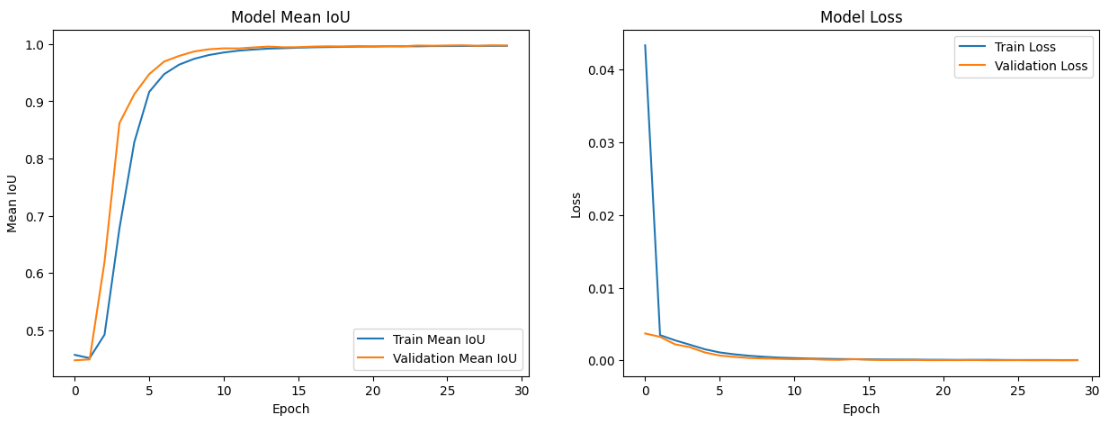 Model Mean IoU
1.0
0.9
0.8
0.7
0.6
0.5
Mean IoU
Train Mean IoU
Validation Mean IoU
0 5 10 15 20 25 30
Epoch
Model Loss
0.04
0.03
0.02
0.01
0.00
Loss
Train Loss
Validation Loss
0 5 10 15 20 25 30
Epoch